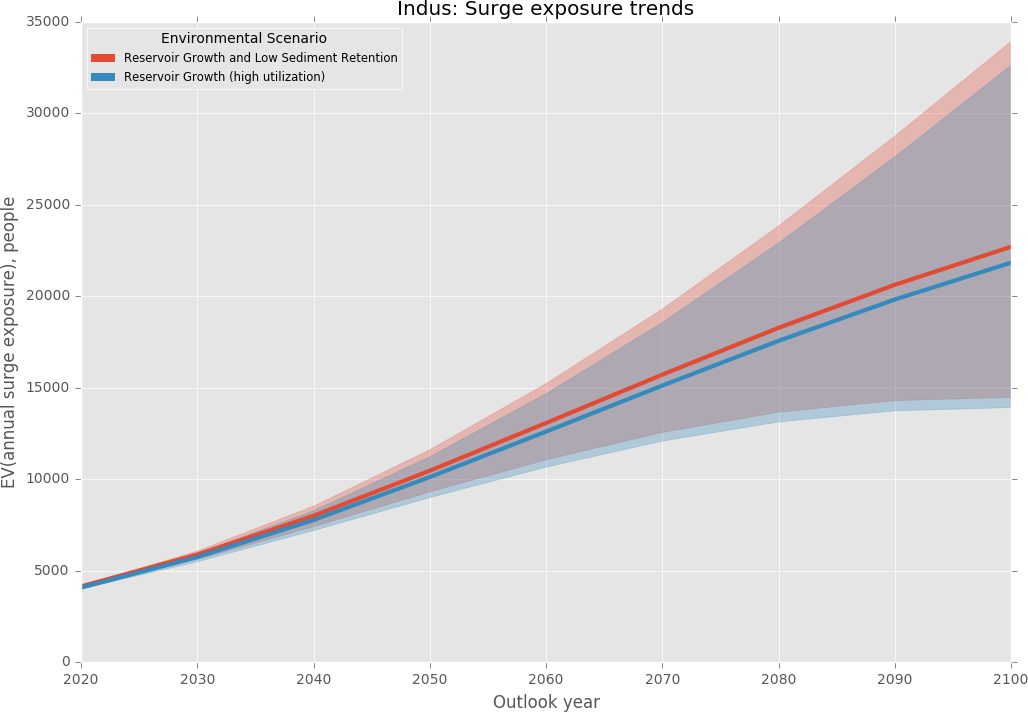 Indus: Surge exposure trends
Environmental Scenario
Reservoir Growth and Low Sediment Retention
Reservoir Growth (high utilization)
EV(annual surge exposure), people
35000
30000
25000
20000
15000
10000
5000
0
2020 2030 2040 2050 2060 2070 2080 2090 2100
Outlook year